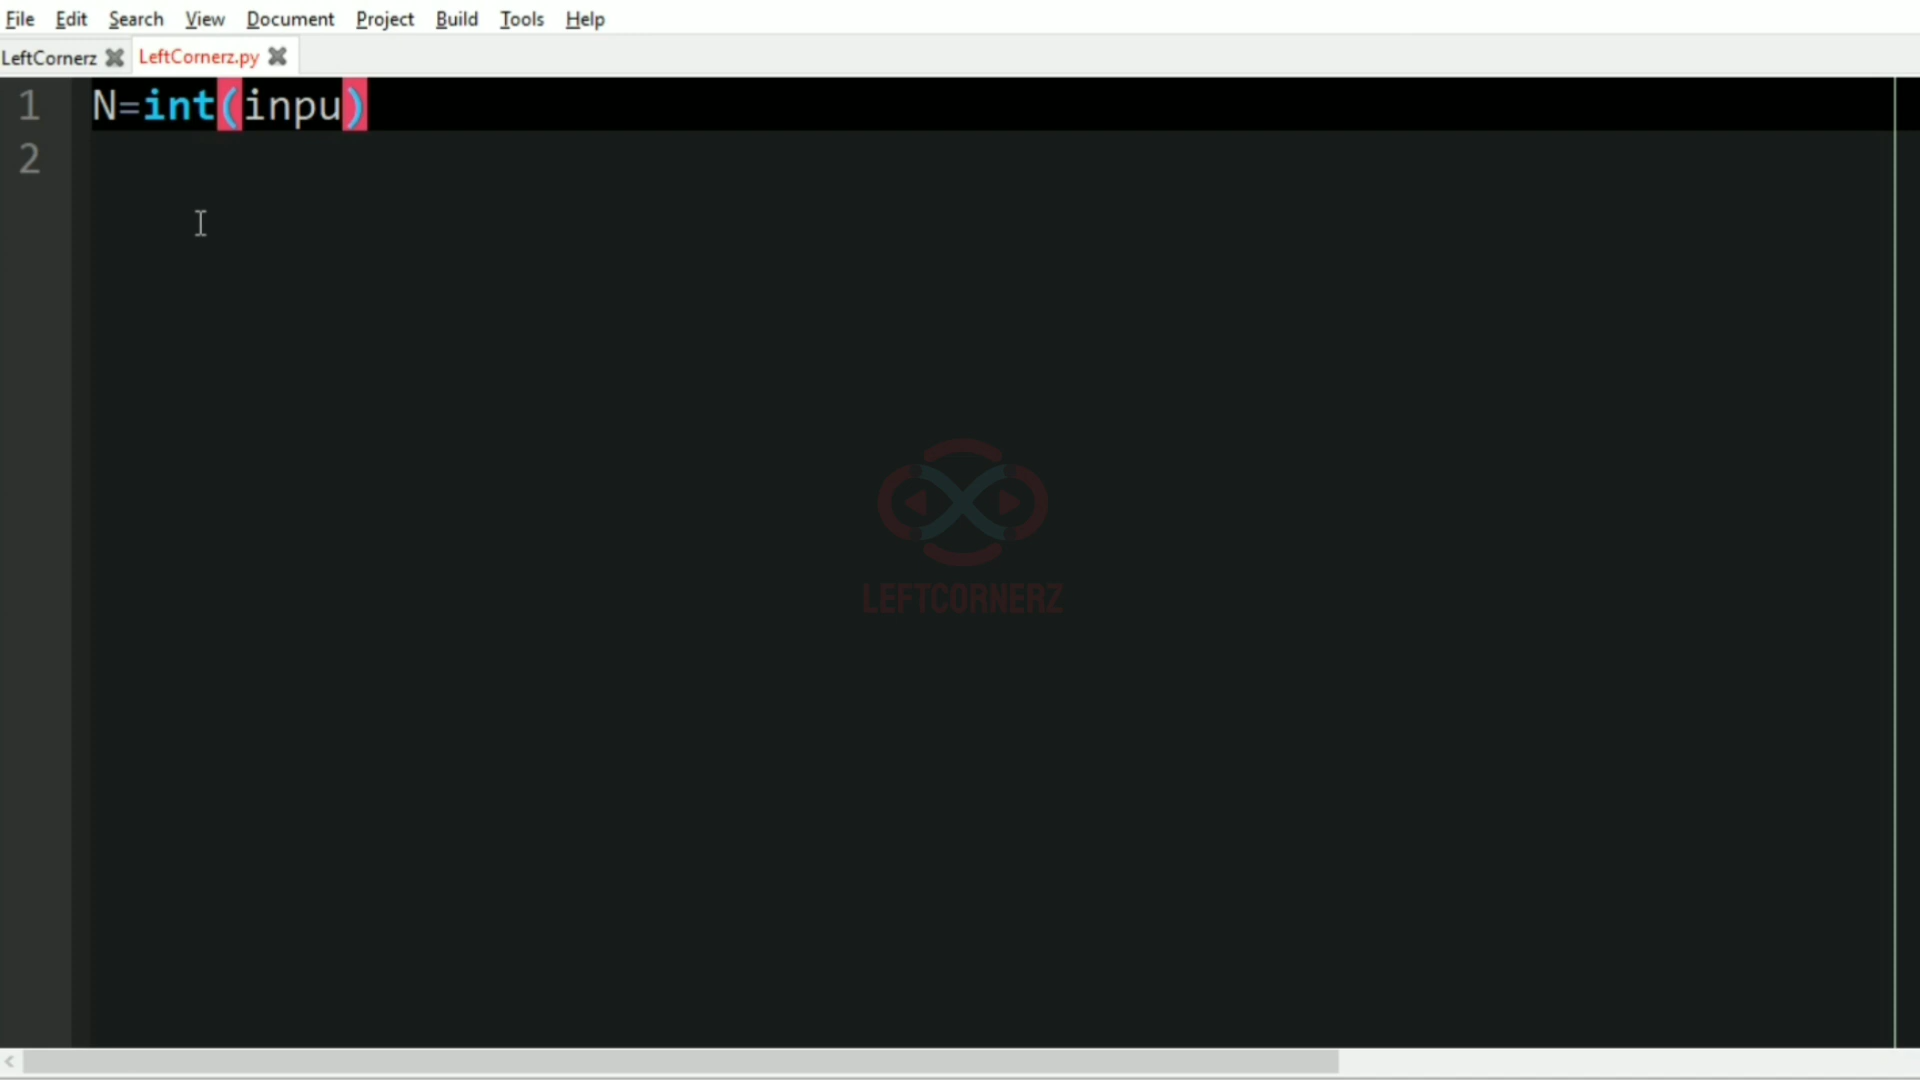 File Edit Search View Document Project Build Tools Help
LeftCornerz LeftCornerz.py
1 N=int(inpu)
2
LEFTCORNERZ